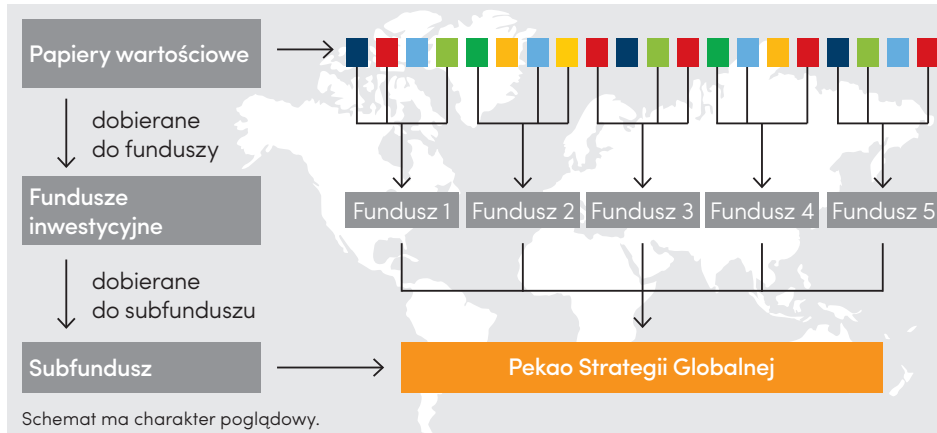 Papiery wartościowe
dobierane
do funduszy
Fundusze
inwestycyjne
Fundusz 1
Fundusz 2
Fundusz 3
Fundusz 4
Fundusz 5
dobierane
do subfunduszu
Subfundusz
Pekao Strategii Globalnej
Schemat ma charakter poglądowy.